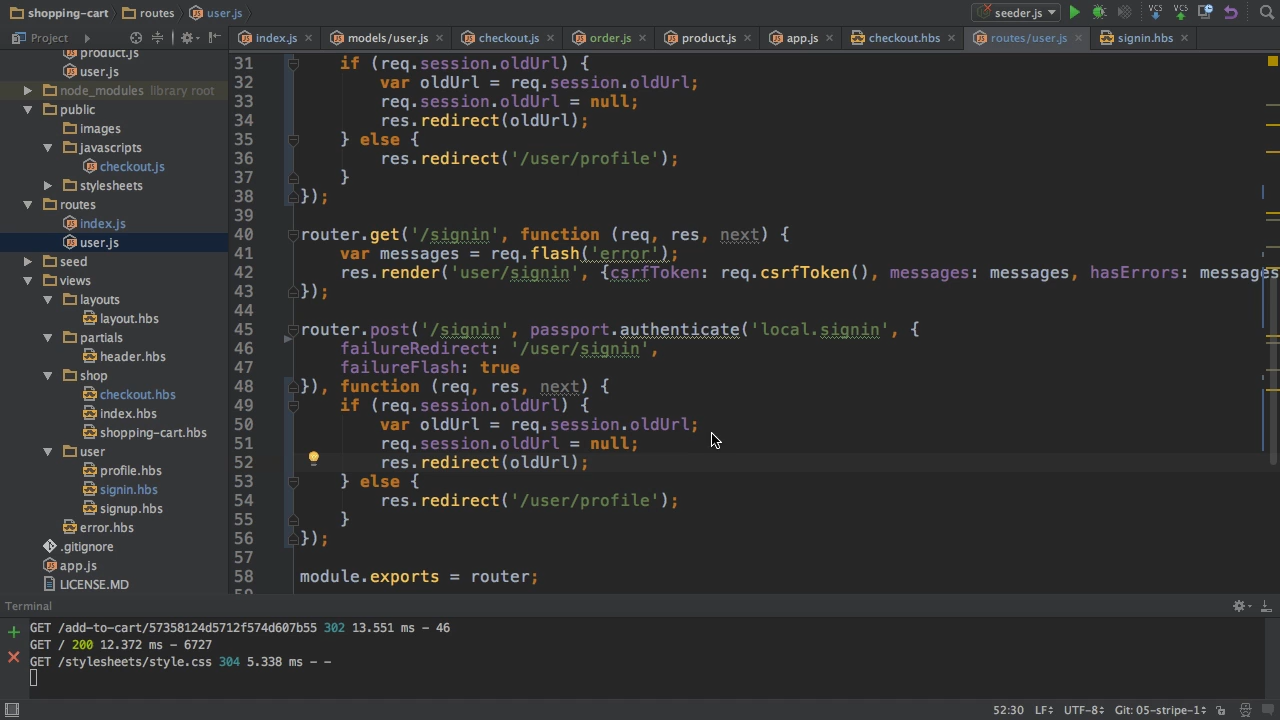 shopping-cart routes user.js seeder.js VCS VCS
Project index.js models/user.js checkout.js order.js product.js app.js checkout.hbs routes/user.js signin.hbs
product.js
user.js
node_modules library root
public
images
javascripts
checkout.js
stylesheets
routes
index.js
user.js
seed
views
layouts
layout.hbs
partials
header.hbs
shop
checkout.hbs
index.hbs
shopping-cart.hbs
user
profile.hbs
signin.hbs
signup.hbs
error.hbs
.gitignore
app.js
LICENSE.MD
31 if (req.session.oldUrl) {
32 var oldUrl = req.session.oldUrl;
33 req.session.oldUrl = null;
34 res.redirect(oldUrl);
35 } else {
36 res.redirect('/user/profile');
37 }
38 });
39
40 router.get('/signin', function (req, res, next) {
41 var messages = req.flash('error');
42 res.render('user/signin', {csrfToken: req.csrfToken(), messages: messages, hasErrors: messages
43 });
44
45 router.post('/signin', passport.authenticate('local.signin', {
46 failureRedirect: '/user/signin',
47 failureFlash: true
48 }), function (req, res, next) {
49 if (req.session.oldUrl) {
50 var oldUrl = req.session.oldUrl;
51 req.session.oldUrl = null;
52 res.redirect(oldUrl);
53 } else {
54 res.redirect('/user/profile');
55 }
56 });
57
58 module.exports = router;
Terminal
GET /add-to-cart/57358124d5712f574d607b55 302 13.551 ms - 46
GET / 200 12.372 ms - 6727
GET /stylesheets/style.css 304 5.338 ms - -
52:30 LF UTF-8 Git: 05-stripe-1